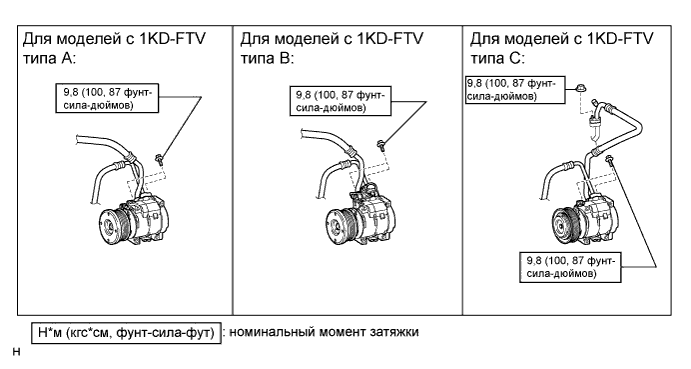 Для моделей с 1KD-FTV
типа A:
9,8 (100, 87 фунт-
сила-дюймов)
Для моделей с 1KD-FTV
типа B:
9,8 (100, 87 фунт-
сила-дюймов)
Для моделей с 1KD-FTV
типа C:
9,8 (100, 87 фунт-
сила-дюймов)
9,8 (100, 87 фунт-
сила-дюймов)
Н*м (кгс*см, фунт-сила-фут) : номинальный момент затяжки
Н